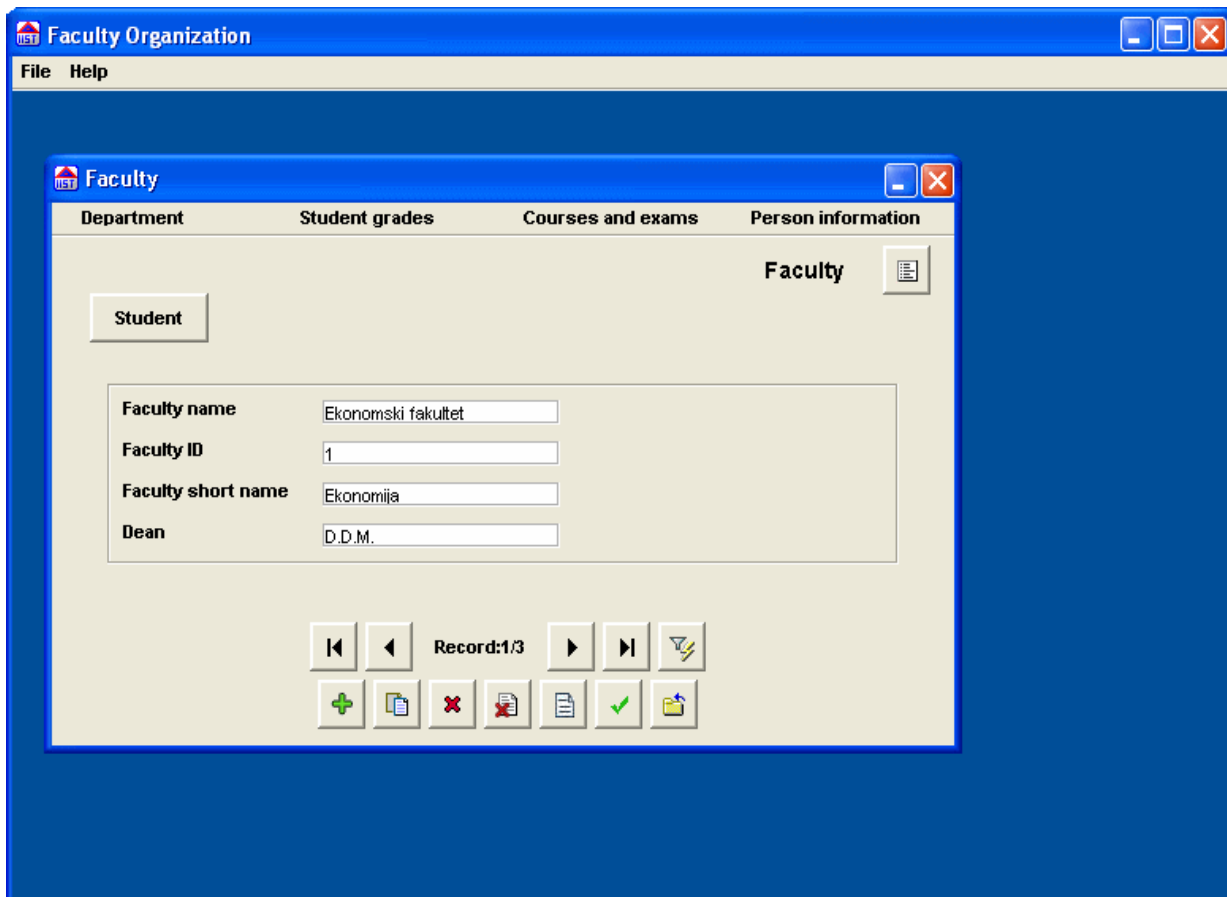 Faculty Organization
File Help
Faculty
Department Student grades Courses and exams Person information
Faculty
Student
Faculty name Ekonomski fakultet
Faculty ID 1
Faculty short name Ekonomija
Dean D.D.M.
Record:1/3